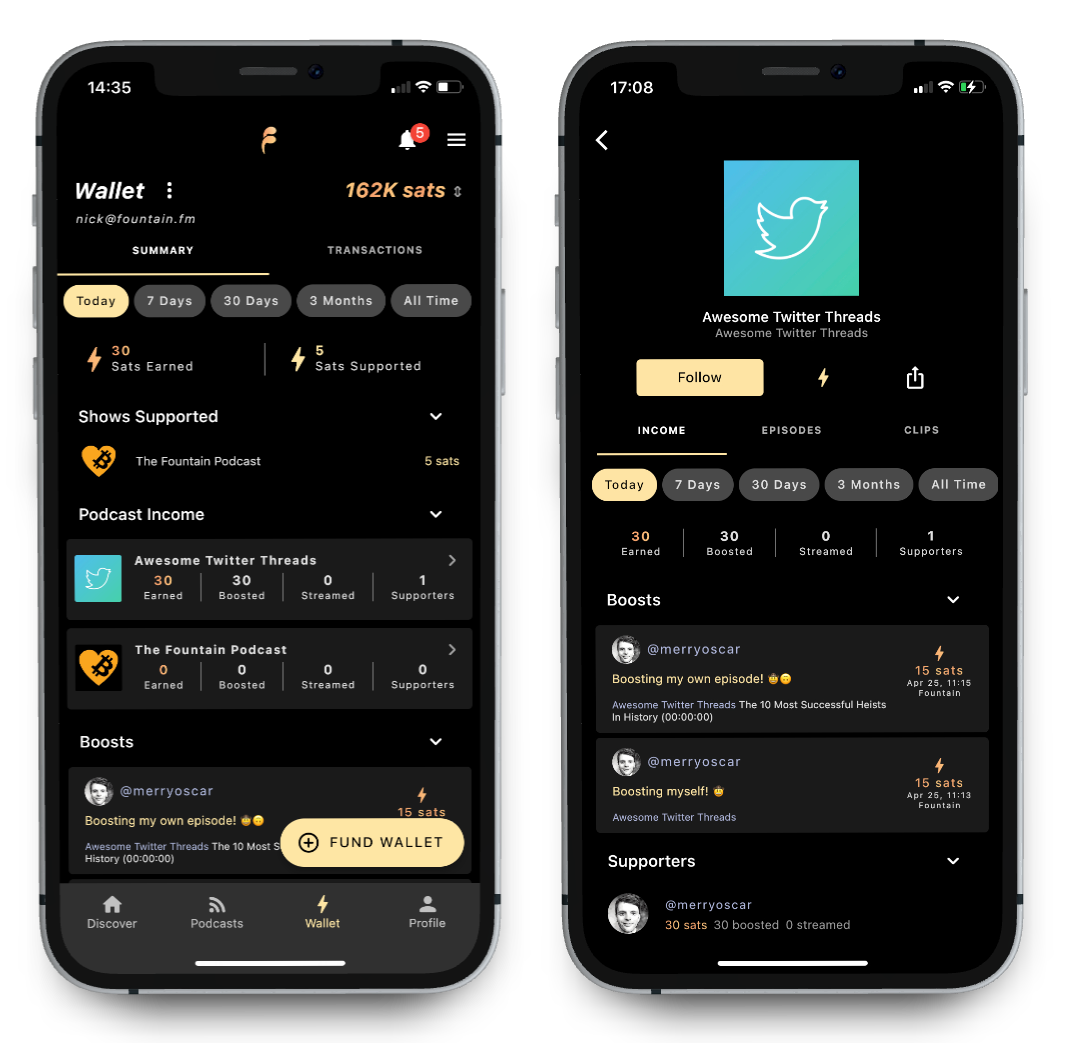 14:35
5
Wallet
162K sats
nick@fountain.fm
SUMMARY
TRANSACTIONS
Today
7 Days
30 Days
3 Months
All Time
30
Sats Earned
5
Sats Supported
Shows Supported
The Fountain Podcast
5 sats
Podcast Income
Awesome Twitter Threads
30
Earned
30
Boosted
0
Streamed
1
Supporters
The Fountain Podcast
0
Earned
0
Boosted
0
Streamed
0
Supporters
Boosts
@merryoscar
15 sats
Boosting my own episode! 🤠🙃
Awesome Twitter Threads The 10 Most S
History (00:00:00)
FUND WALLET
Discover
Podcasts
Wallet
Profile
17:08
Awesome Twitter Threads
Awesome Twitter Threads
Follow
INCOME
EPISODES
CLIPS
Today
7 Days
30 Days
3 Months
All Time
30
Earned
30
Boosted
0
Streamed
1
Supporters
Boosts
@merryoscar
15 sats
Apr 25, 11:15
Fountain
Boosting my own episode! 🤠🙃
Awesome Twitter Threads The 10 Most Successful Heists
In History (00:00:00)
@merryoscar
15 sats
Apr 25, 11:13
Fountain
Boosting myself! 🤠
Awesome Twitter Threads
Supporters
@merryoscar
30 sats 30 boosted 0 streamed